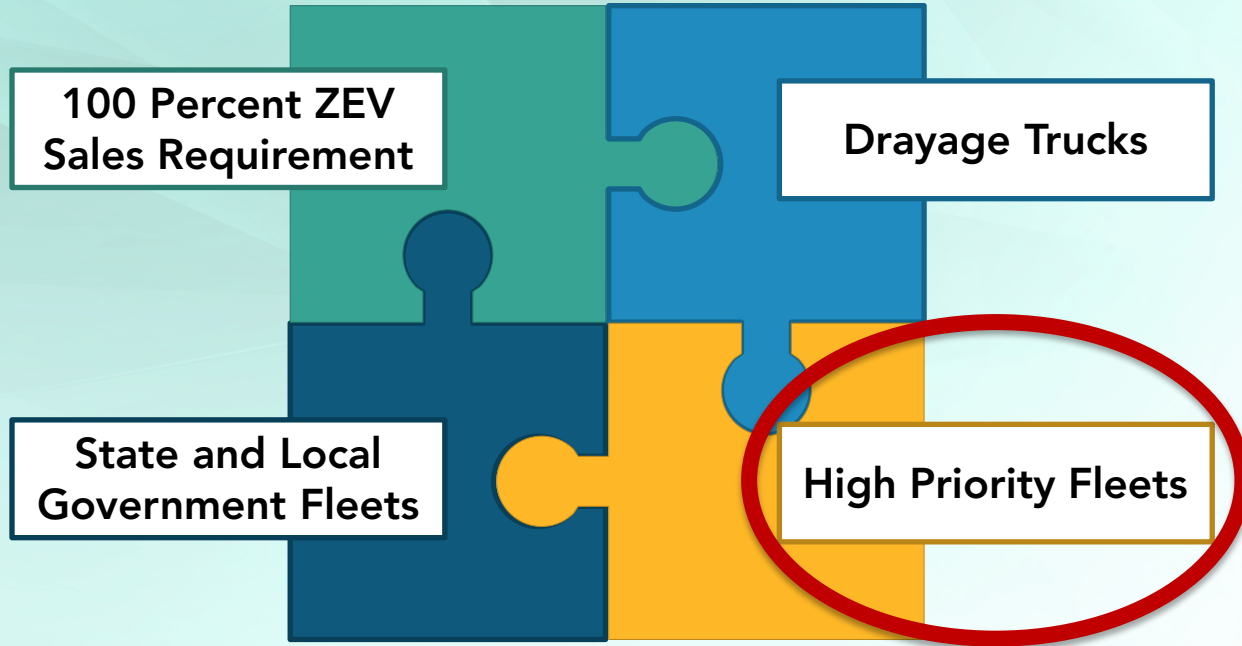 100 Percent ZEV
Sales Requirement
Drayage Trucks
State and Local
Government Fleets
High Priority Fleets